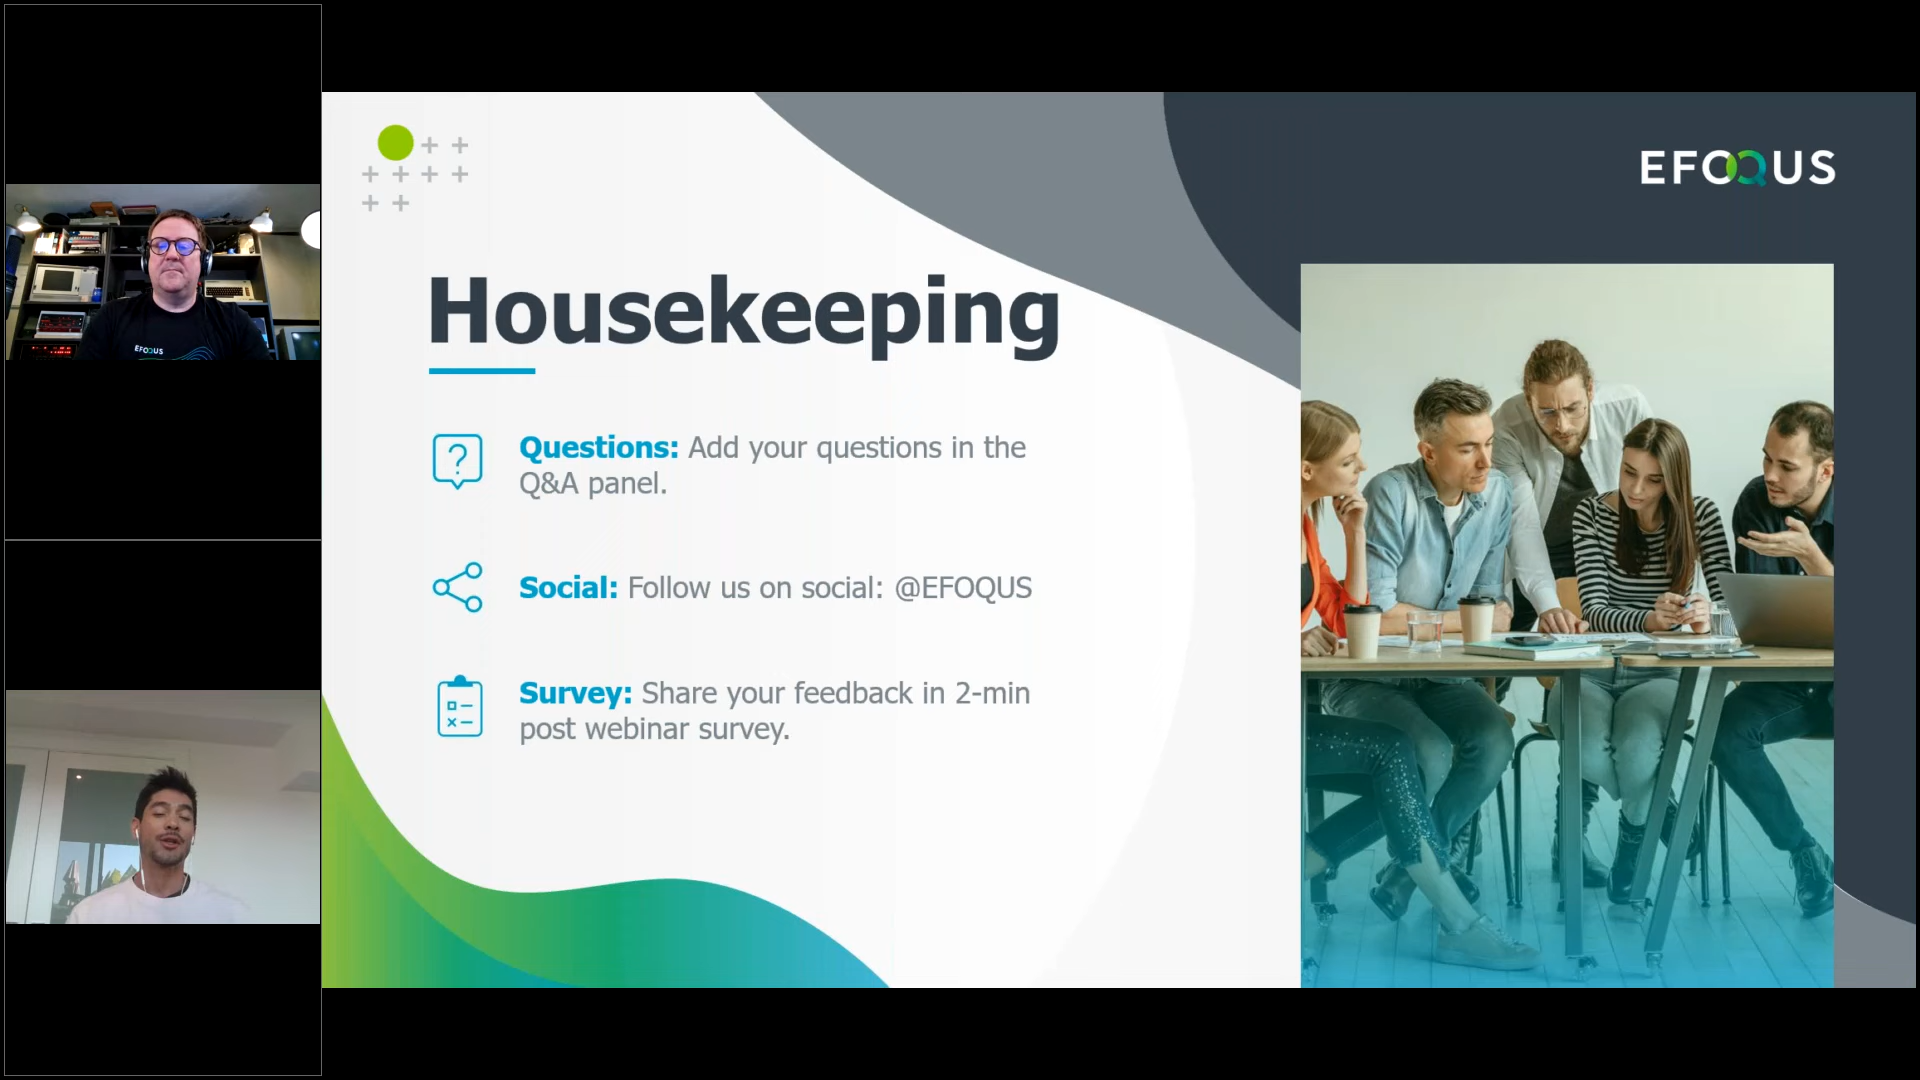 EFOQUS
Housekeeping
Questions: Add your questions in the
Q&A panel.
Social: Follow us on social: @EFOQUS
Survey: Share your feedback in 2-min
post webinar survey.
EFOQUS